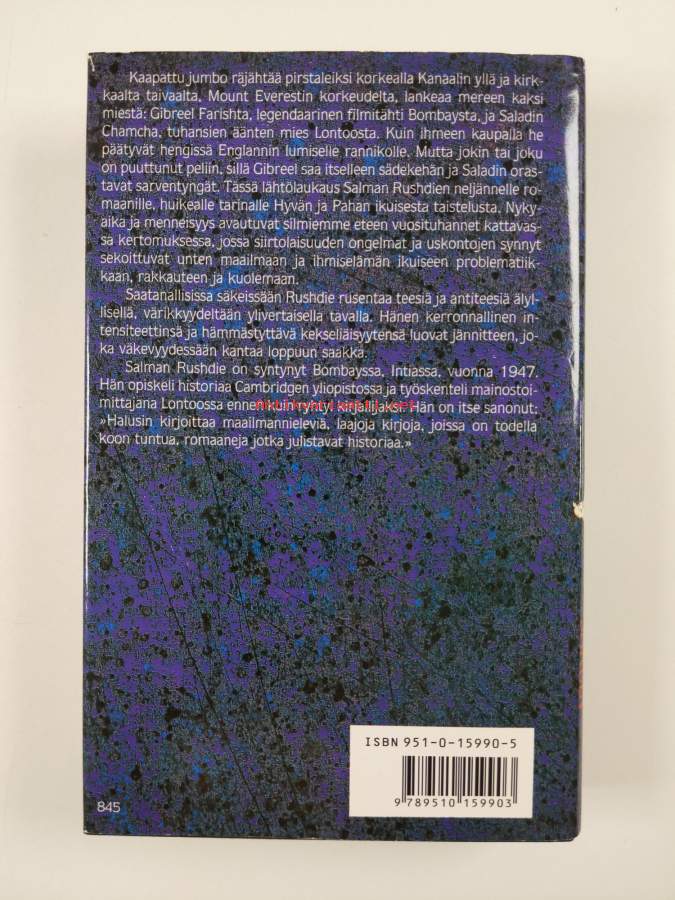 Kaapattu jumbo räjähtää pirstaleiksi korkealla Kanaalin yllä ja kirk-
kaalta taivaalta, Mount Everestin korkeudelta, lankeaa mereen kaksi
miestä: Gibreel Farishta, legendaarinen filmitähti Bombaysta, ja Saladin
Chamcha, tuhansien äänten mies Lontoosta. Kuin ihmeen kaupalla he
päätyvät hengissä Englannin lumiselle rannikolle. Mutta jokin tai joku
on puuttunut peliin, sillä Gibreel saa itselleen sädekehän ja Saladin oras-
tavat sarventyngät. Tässä lähtölaukaus Salman Rushdien neljännelle ro-
maanille, huikealle tarinalle Hyvän ja Pahan ikuisesta taistelusta. Nyky-
aika ja menneisyys avautuvat silmiemme eteen vuosituhannet kattavas-
sa kertomuksessa, jossa siirtolaisuuden ongelmat ja uskontojen synnyt
sekoittuvat unten maailmaan ja ihmiselämän ikuiseen problematiik-
kaan, rakkauteen ja kuolemaan.
Saatanallisissa säkeissään Rushdie rusentaa teesiä ja antiteesiä älyl-
lisellä, värikkyydeltään ylivertaisella tavalla. Hänen kerronnallinen in-
tensiteettinsä ja hämmästyttävä kekseliäisyytensä luovat jännitteen, jo-
ka väkevyydessään kantaa loppuun saakka.
Salman Rushdie on syntynyt Bombayssa, Intiassa, vuonna 1947.
Hän opiskeli historiaa Cambridgen yliopistossa ja työskenteli mainostoi-
mittajana Lontoossa ennen kuin ryhtyi kirjailijaksi. Hän on itse sanonut:
»Halusin kirjoittaa maailmannieleviä, laajoja kirjoja, joissa on todella
koon tuntua, romaaneja jotka julistavat historiaa.»
ISBN 951-0-15990-5
9 789510 159903
845